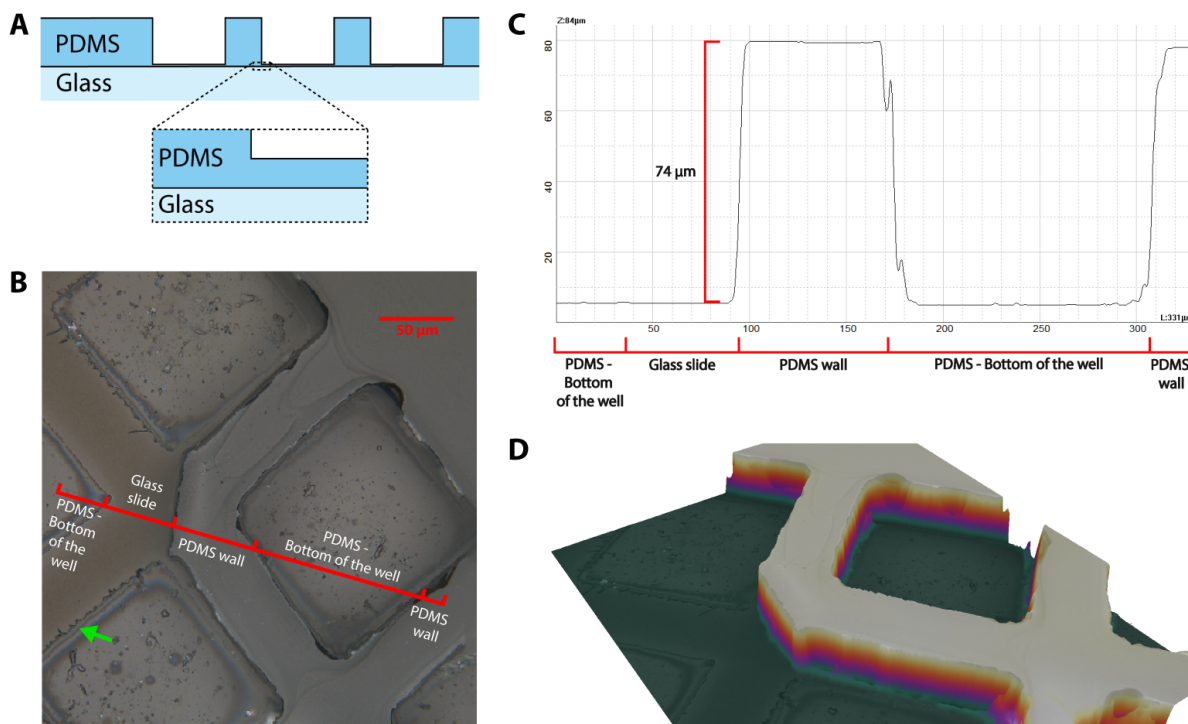 A
PDMS
Glass
PDMS
Glass
B
50 μm
Glass
slide
PDMS -
Bottom
of the
well
PDMS wall
PDMS -
Bottom of the well
PDMS
wall
C
Z:84μm
80
60
40
20
74 μm
L:331μ
50
100
150
200
250
300
PDMS -
Bottom
of the well
Glass slide
PDMS wall
PDMS - Bottom of the well
PDMS
wall
D